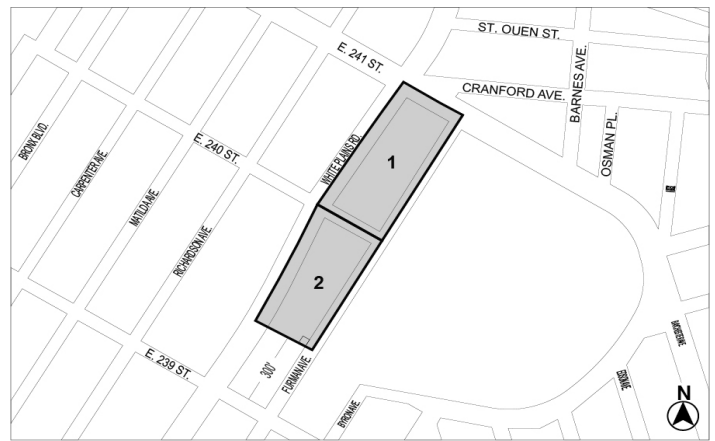 ST. OUEN ST.
E. 241 ST.
CRANFORD AVE.
BARNES AVE.
OSMAN PL.
E. 240 ST.
WHITE PLAINS RD.
BRONX BLVD.
CARPENTER AVE.
MATILDA AVE.
RICHARDSON AVE.
1
2
E. 239 ST.
300'
FURMAN AVE.
BYRON AVE.
N